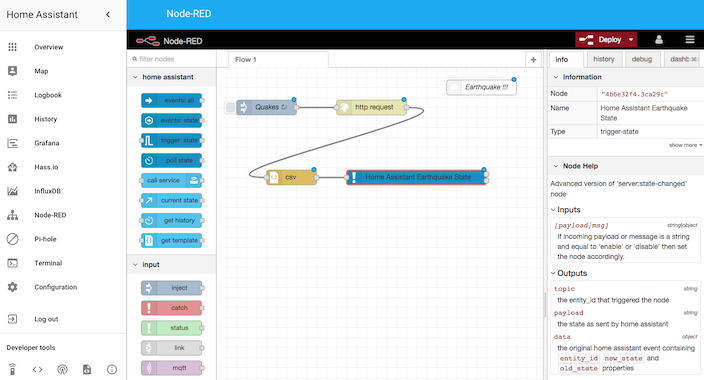 Home Assistant
Overview
Map
Logbook
History
Grafana
Hass.io
InfluxDB
Node-RED
Pi-hole
Terminal
Configuration
Log out
Developer tools
Node-RED
Node-RED
Deploy
filter nodes
home assistant
events: all
events: state
trigger: state
poll state
call service
current state
get history
get template
input
inject
catch
status
link
mqtt
Flow 1
Earthquake !!!
Quakes ↻
http request
csv
Home Assistant Earthquake State
info
history
debug
dashb
Information
Node "4b6e32f4.3ca29c"
Name Home Assistant Earthquake
State
Type trigger-state
show more
Node Help
Advanced version of 'server:state-changed'
node
Inputs
[payload|msg] string|object
If incoming payload or message is a string
and equal to 'enable' or 'disable' then set
the node accordingly.
Outputs
topic string
the entity_id that triggered the node
payload string
the state as sent by home assistant
data object
the original home assistant event containing
entity_id new_state and
old_state properties